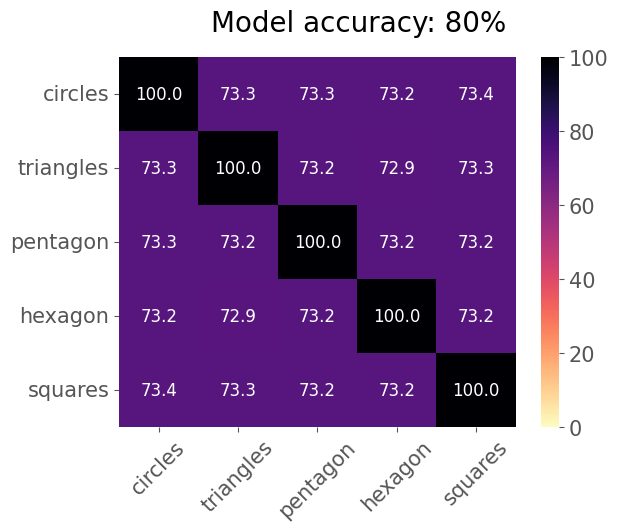 Model accuracy: 80%
circles 100.0 73.3 73.3 73.2 73.4
triangles 73.3 100.0 73.2 72.9 73.3
pentagon 73.3 73.2 100.0 73.2 73.2
hexagon 73.2 72.9 73.2 100.0 73.2
squares 73.4 73.3 73.2 73.2 100.0
circles triangles pentagon hexagon squares
100
80
60
40
20
0